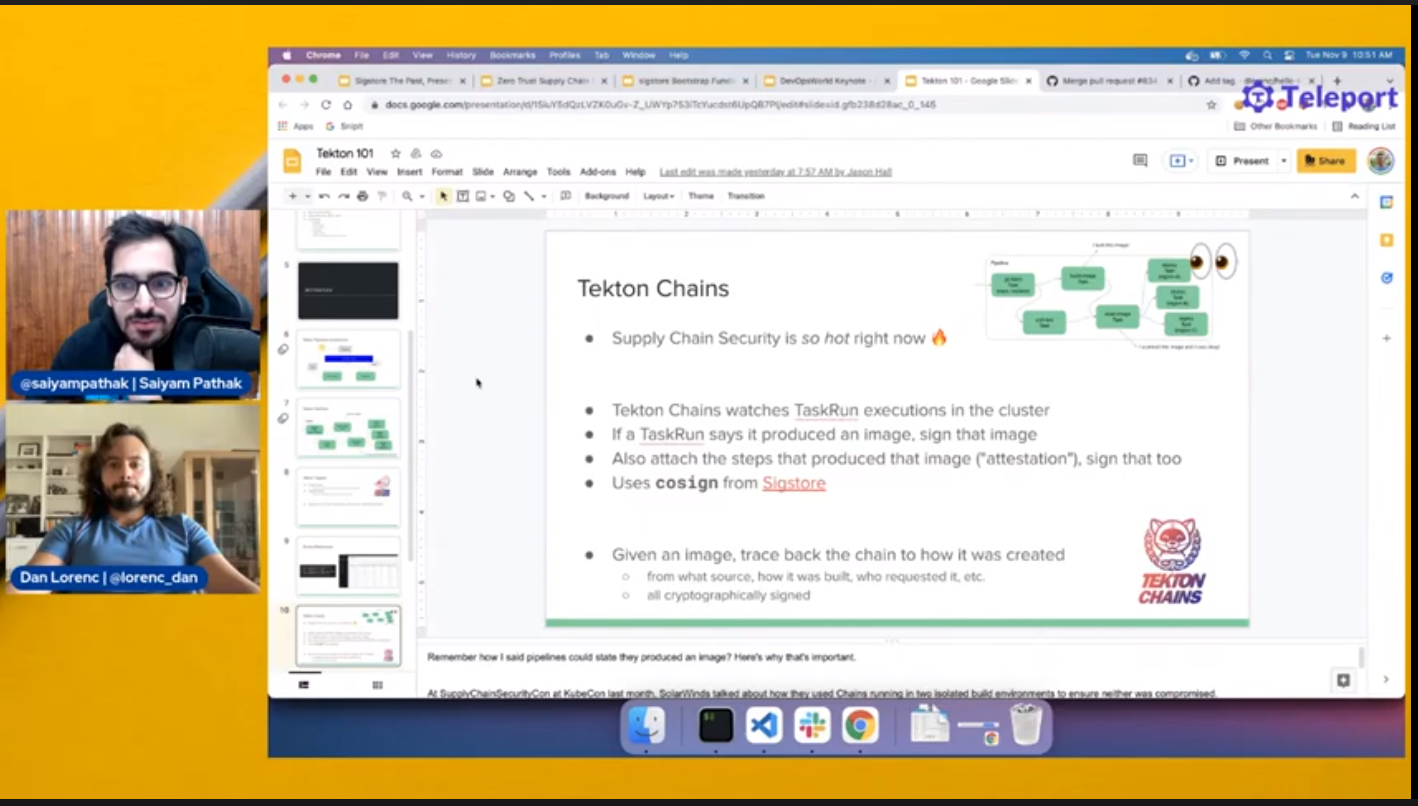 Chrome File Edit View History Bookmarks Profiles Tab Window Help
Tue Nov 9 10:51 AM
Sigstore The Past, Prese
Zero Trust Supply Chain
sigstore Bootstrap Fundi
DevOpsWorld Keynote -
Tekton 101 - Google Slide
Merge pull request #834
Add tag.
Teleport
Apps Snipit
Other Bookmarks Reading List
Tekton 101
File Edit View Insert Format Slide Arrange Tools Add-ons Help Last edit was made yesterday at 7:57 AM by Jason Hall
Present Share
Background Layout Theme Transition
5
6
7
8
9
10
Tekton Chains
Pipeline
I built this image!
Supply Chain Security is so hot right now 🔥
Tekton Chains watches TaskRun executions in the cluster
If a TaskRun says it produced an image, sign that image
Also attach the steps that produced that image ("attestation"), sign that too
Uses cosign from Sigstore
Given an image, trace back the chain to how it was created
from what source, how it was built, who requested it, etc.
all cryptographically signed
TEKTON
CHAINS
Remember how I said pipelines could state they produced an image? Here's why that's important.
At SupplyChainSecurityCon at KubeCon last month, SolarWinds talked about how they used Chains running in two isolated build environments to ensure neither was compromised.
@saiyampathak | Saiyam Pathak
Dan Lorenc | @lorenc_dan